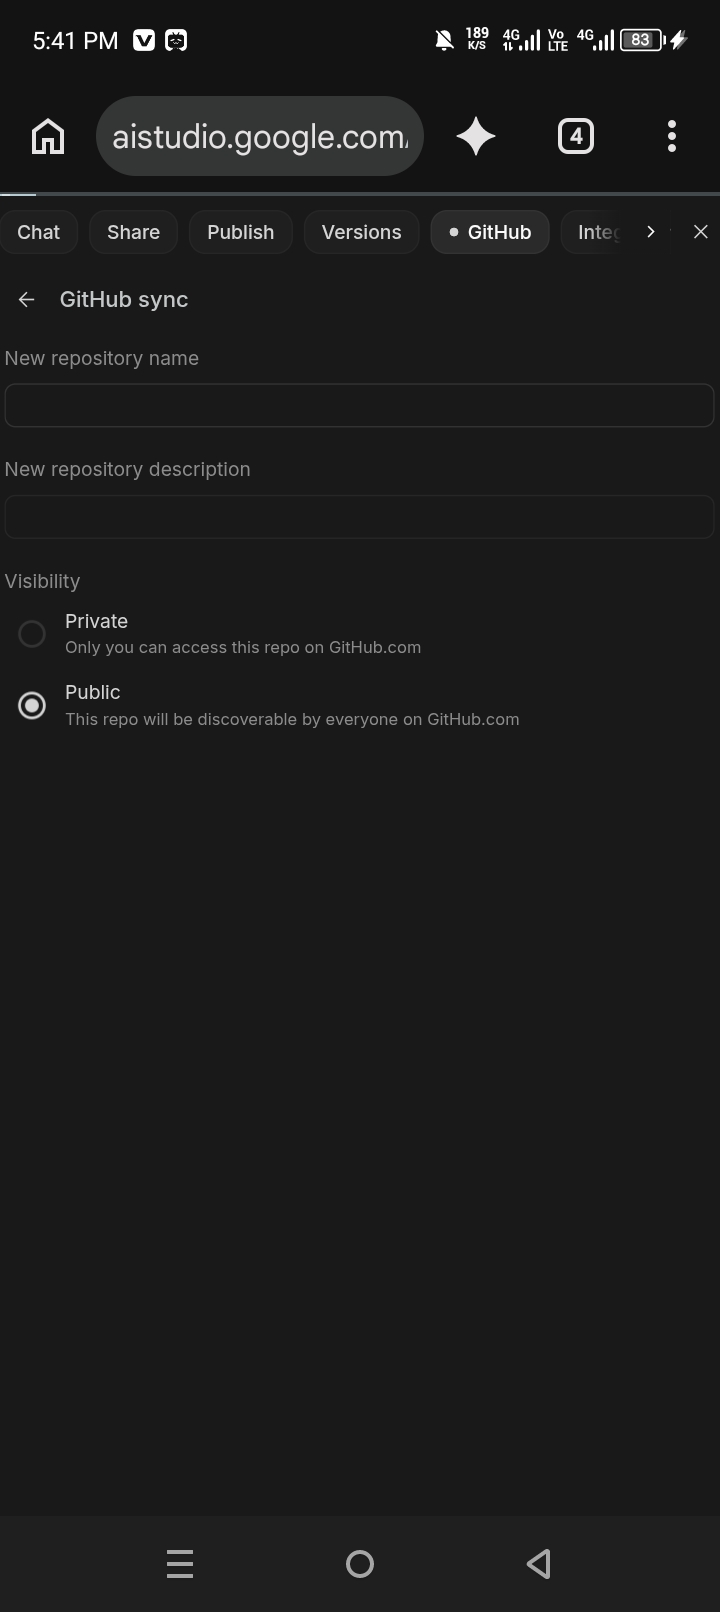 5:41 PM
189 K/S 4G Vo LTE 4G 83
aistudio.google.com/
4
Chat Share Publish Versions GitHub Integ
GitHub sync
New repository name
New repository description
Visibility
Private
Only you can access this repo on GitHub.com
Public
This repo will be discoverable by everyone on GitHub.com